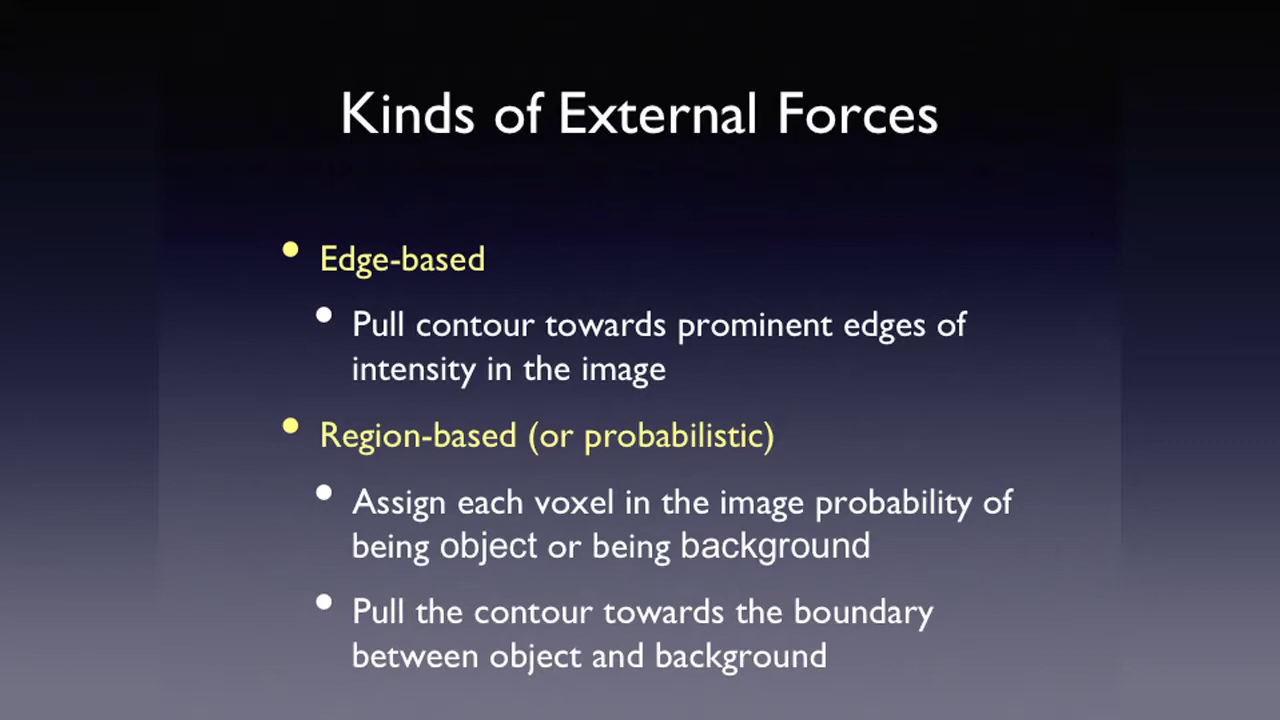 Kinds of External Forces
• Edge-based
• Pull contour towards prominent edges of
intensity in the image
• Region-based (or probabilistic)
• Assign each voxel in the image probability of
being object or being background
• Pull the contour towards the boundary
between object and background